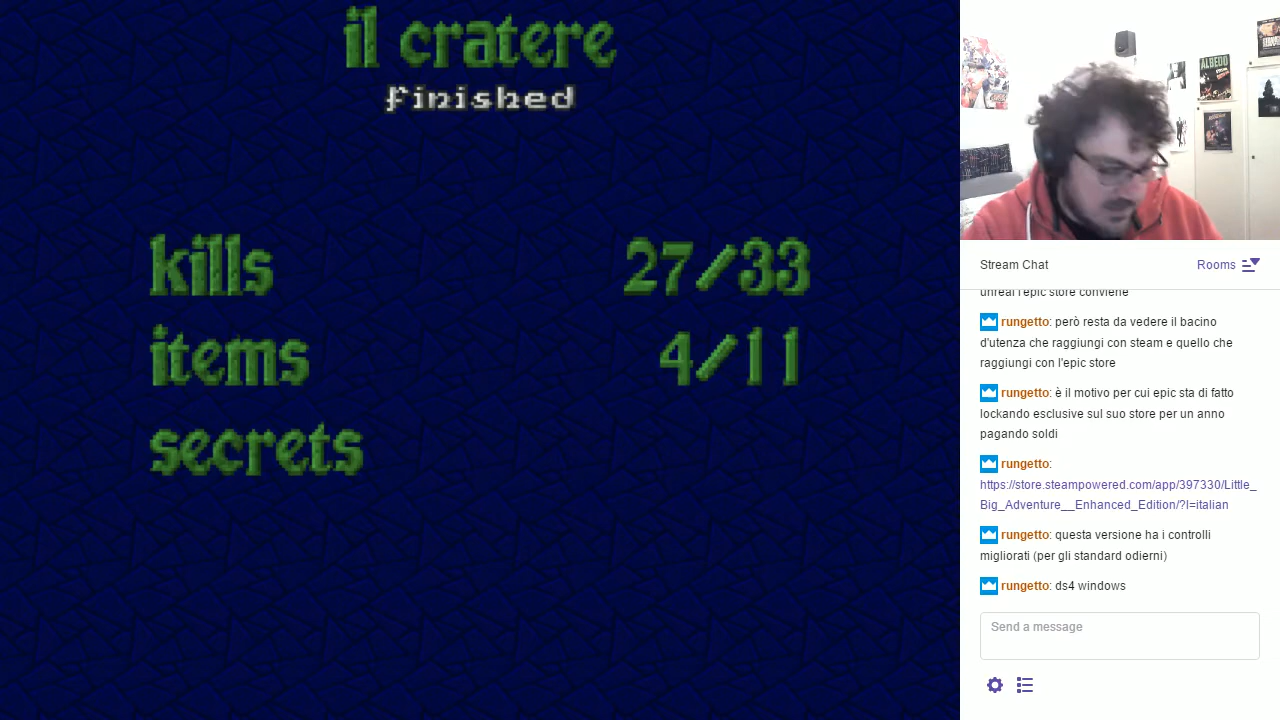 il cratere
finished
kills 27/33
items 4/11
secrets
ALBEDO
Stream Chat
Rooms
unreal l'epic store conviene
rungetto: però resta da vedere il bacino
d'utenza che raggiungi con steam e quello che
raggiungi con l'epic store
rungetto: è il motivo per cui epic sta di fatto
lockando esclusive sul suo store per un anno
pagando soldi
rungetto:
https://store.steampowered.com/app/397330/Little_
Big_Adventure__Enhanced_Edition/?l=italian
rungetto: questa versione ha i controlli
migliorati (per gli standard odierni)
rungetto: ds4 windows
Send a message